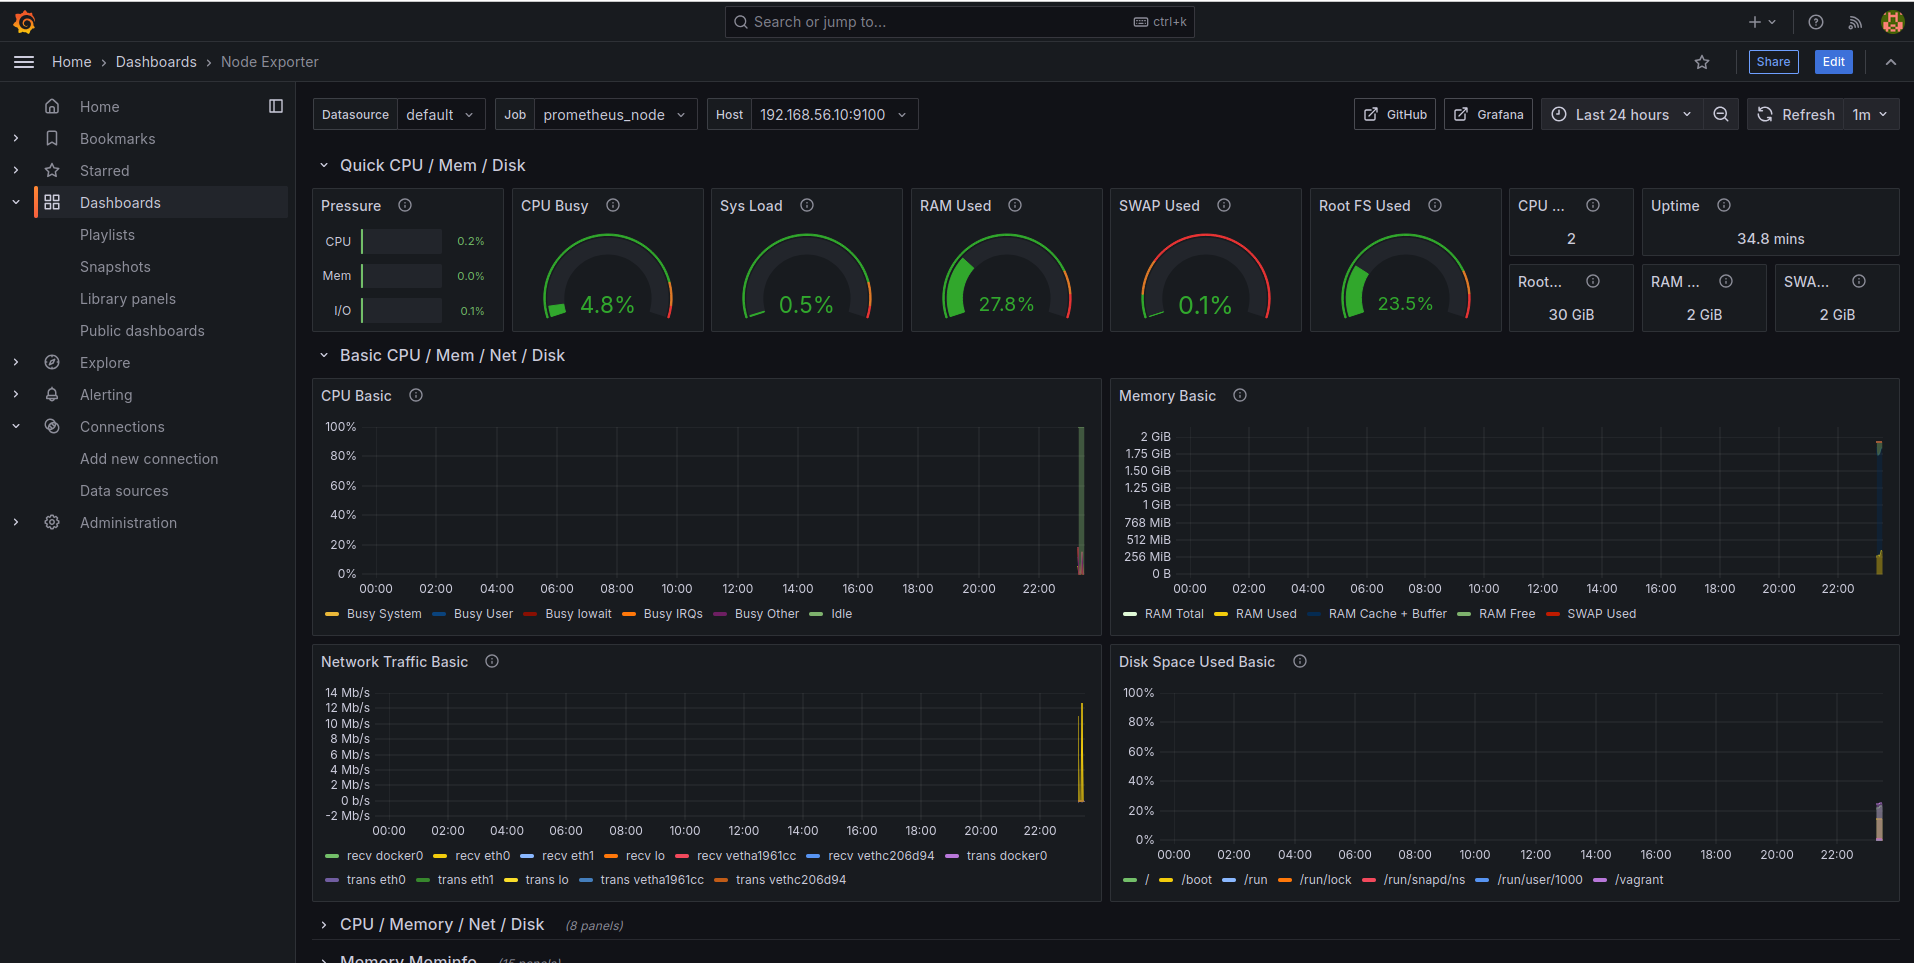 Search or jump to... ctrl+k
Home › Dashboards › Node Exporter
Share
Edit
Home
Bookmarks
Starred
Dashboards
Playlists
Snapshots
Library panels
Public dashboards
Explore
Alerting
Connections
Add new connection
Data sources
Administration
Datasource default Job prometheus_node Host 192.168.56.10:9100 GitHub Grafana Last 24 hours Refresh 1m
Quick CPU / Mem / Disk
Pressure
CPU 0.2%
Mem 0.0%
I/O 0.1%
CPU Busy
4.8%
Sys Load
0.5%
RAM Used
27.8%
SWAP Used
0.1%
Root FS Used
23.5%
CPU ...
2
Uptime
34.8 mins
Root...
30 GiB
RAM ...
2 GiB
SWA...
2 GiB
Basic CPU / Mem / Net / Disk
CPU Basic
100%
80%
60%
40%
20%
0%
00:00 02:00 04:00 06:00 08:00 10:00 12:00 14:00 16:00 18:00 20:00 22:00
Busy System Busy User Busy Iowait Busy IRQs Busy Other Idle
Memory Basic
2 GiB
1.75 GiB
1.50 GiB
1.25 GiB
1 GiB
768 MiB
512 MiB
256 MiB
0 B
00:00 02:00 04:00 06:00 08:00 10:00 12:00 14:00 16:00 18:00 20:00 22:00
RAM Total RAM Used RAM Cache + Buffer RAM Free SWAP Used
Network Traffic Basic
14 Mb/s
12 Mb/s
10 Mb/s
8 Mb/s
6 Mb/s
4 Mb/s
2 Mb/s
0 b/s
-2 Mb/s
00:00 02:00 04:00 06:00 08:00 10:00 12:00 14:00 16:00 18:00 20:00 22:00
recv docker0 recv eth0 recv eth1 recv lo recv vetha1961cc recv vethc206d94 trans docker0
trans eth0 trans eth1 trans lo trans vetha1961cc trans vethc206d94
Disk Space Used Basic
100%
80%
60%
40%
20%
0%
00:00 02:00 04:00 06:00 08:00 10:00 12:00 14:00 16:00 18:00 20:00 22:00
/ /boot /run /run/lock /run/snapd/ns /run/user/1000 /vagrant
CPU / Memory / Net / Disk (8 panels)
Memory Meminfo (15 panels)